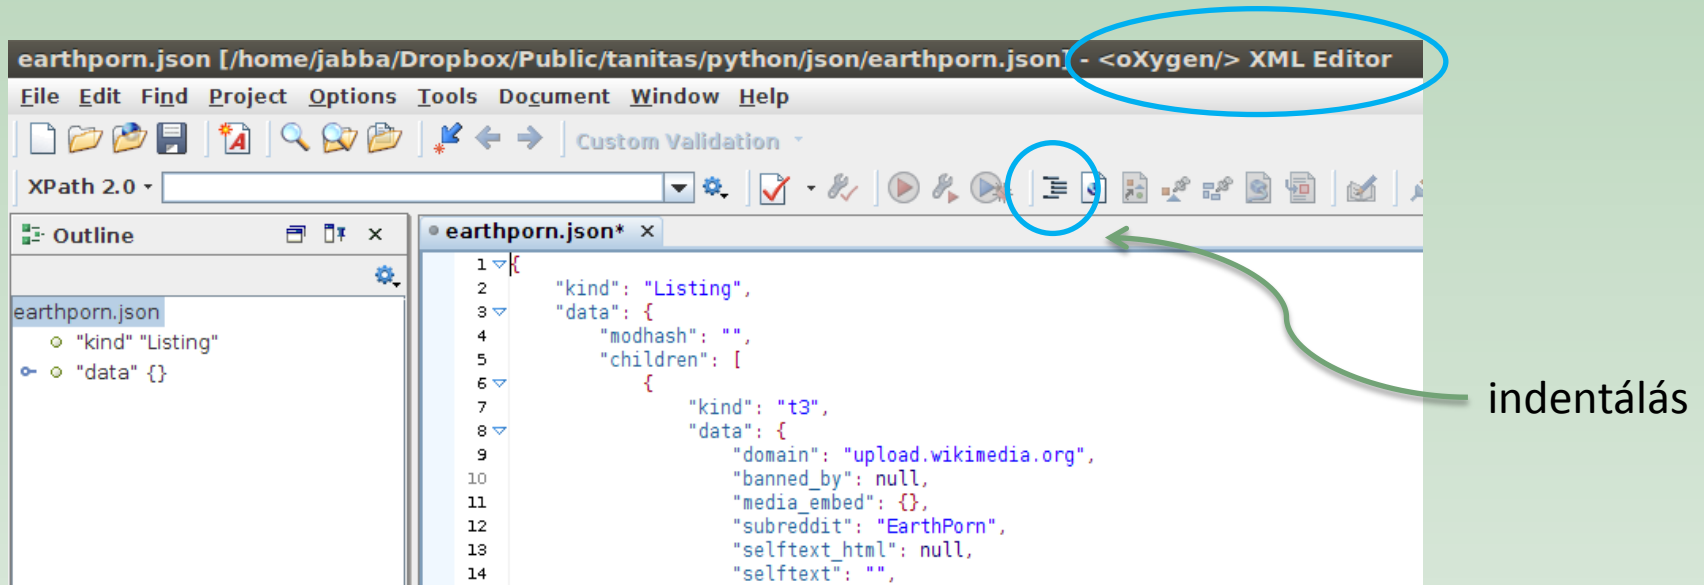 earthporn.json [/home/jabba/Dropbox/Public/tanitas/python/json/earthporn.json] - <oXygen/> XML Editor
File Edit Find Project Options Tools Document Window Help
Custom Validation
XPath 2.0
Outline
earthporn.json* ×
earthporn.json
"kind" "Listing"
"data" {}
1 {
2 "kind": "Listing",
3 "data": {
4 "modhash": "",
5 "children": [
6 {
7 "kind": "t3",
8 "data": {
9 "domain": "upload.wikimedia.org",
10 "banned_by": null,
11 "media_embed": {},
12 "subreddit": "EarthPorn",
13 "selftext_html": null,
14 "selftext": "",
indentálás